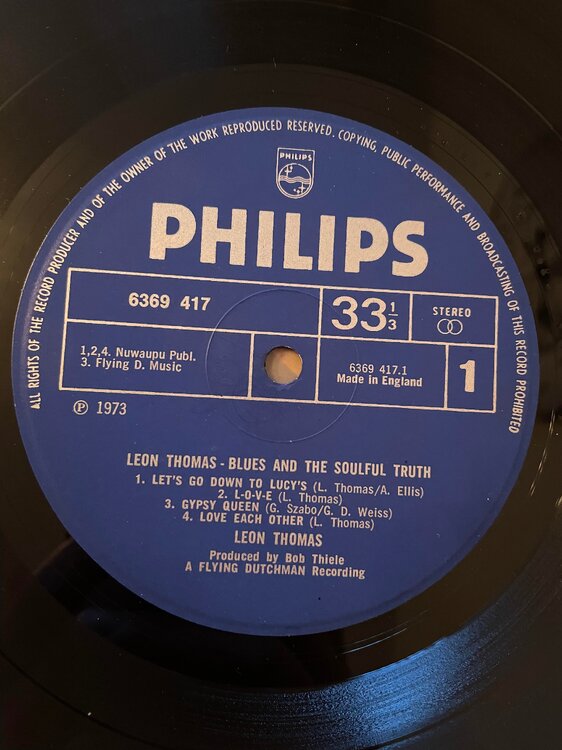 ALL RIGHTS OF THE RECORD PRODUCER AND OF THE OWNER OF THE WORK REPRODUCED RESERVED. COPYING, PUBLIC PERFORMANCE AND BROADCASTING OF THIS RECORD PROHIBITED
PHILIPS
PHILIPS
6369 417
33 1/3
STEREO
1,2,4. Nuwaupu Publ.
3. Flying D. Music
6369 417.1
Made in England
1
℗ 1973
LEON THOMAS - BLUES AND THE SOULFUL TRUTH
1. LET'S GO DOWN TO LUCY'S (L. Thomas/A. Ellis)
2. L-O-V-E (L. Thomas)
3. GYPSY QUEEN (G. Szabo/G. D. Weiss)
4. LOVE EACH OTHER (L. Thomas)
LEON THOMAS
Produced by Bob Thiele
A FLYING DUTCHMAN Recording